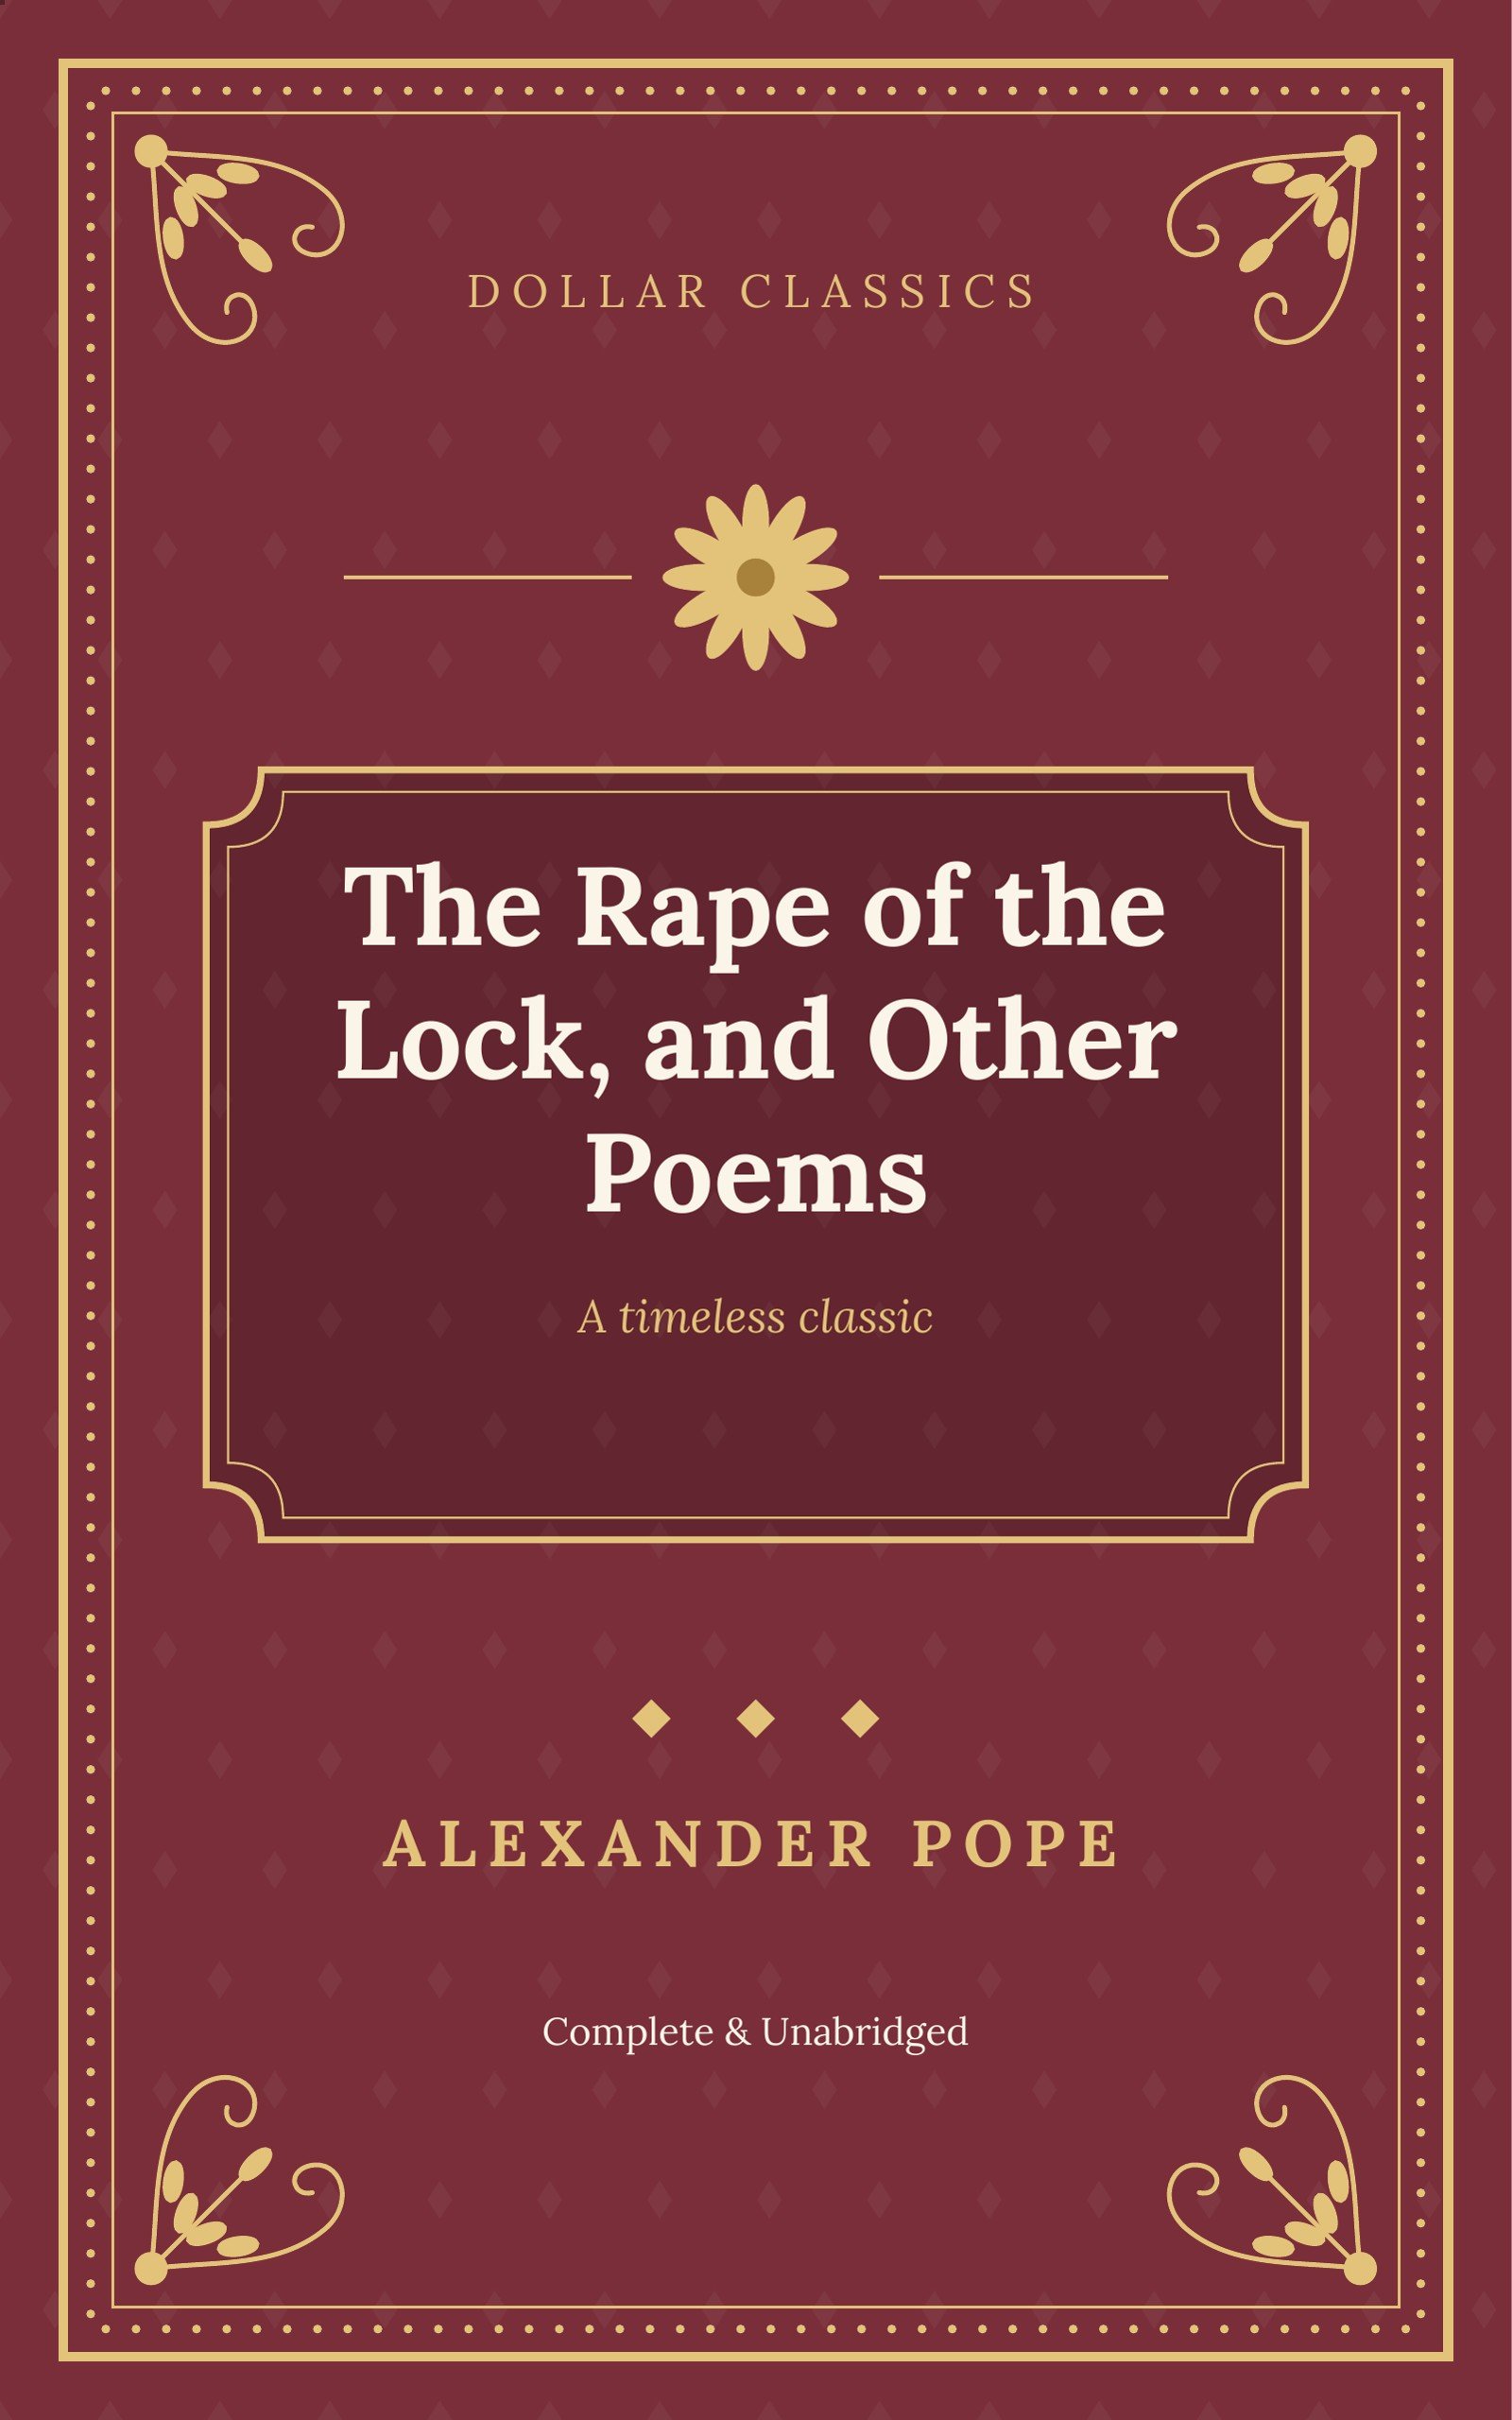 DOLLAR CLASSICS
The Rape of the
Lock, and Other
Poems
A timeless classic
ALEXANDER POPE
Complete & Unabridged